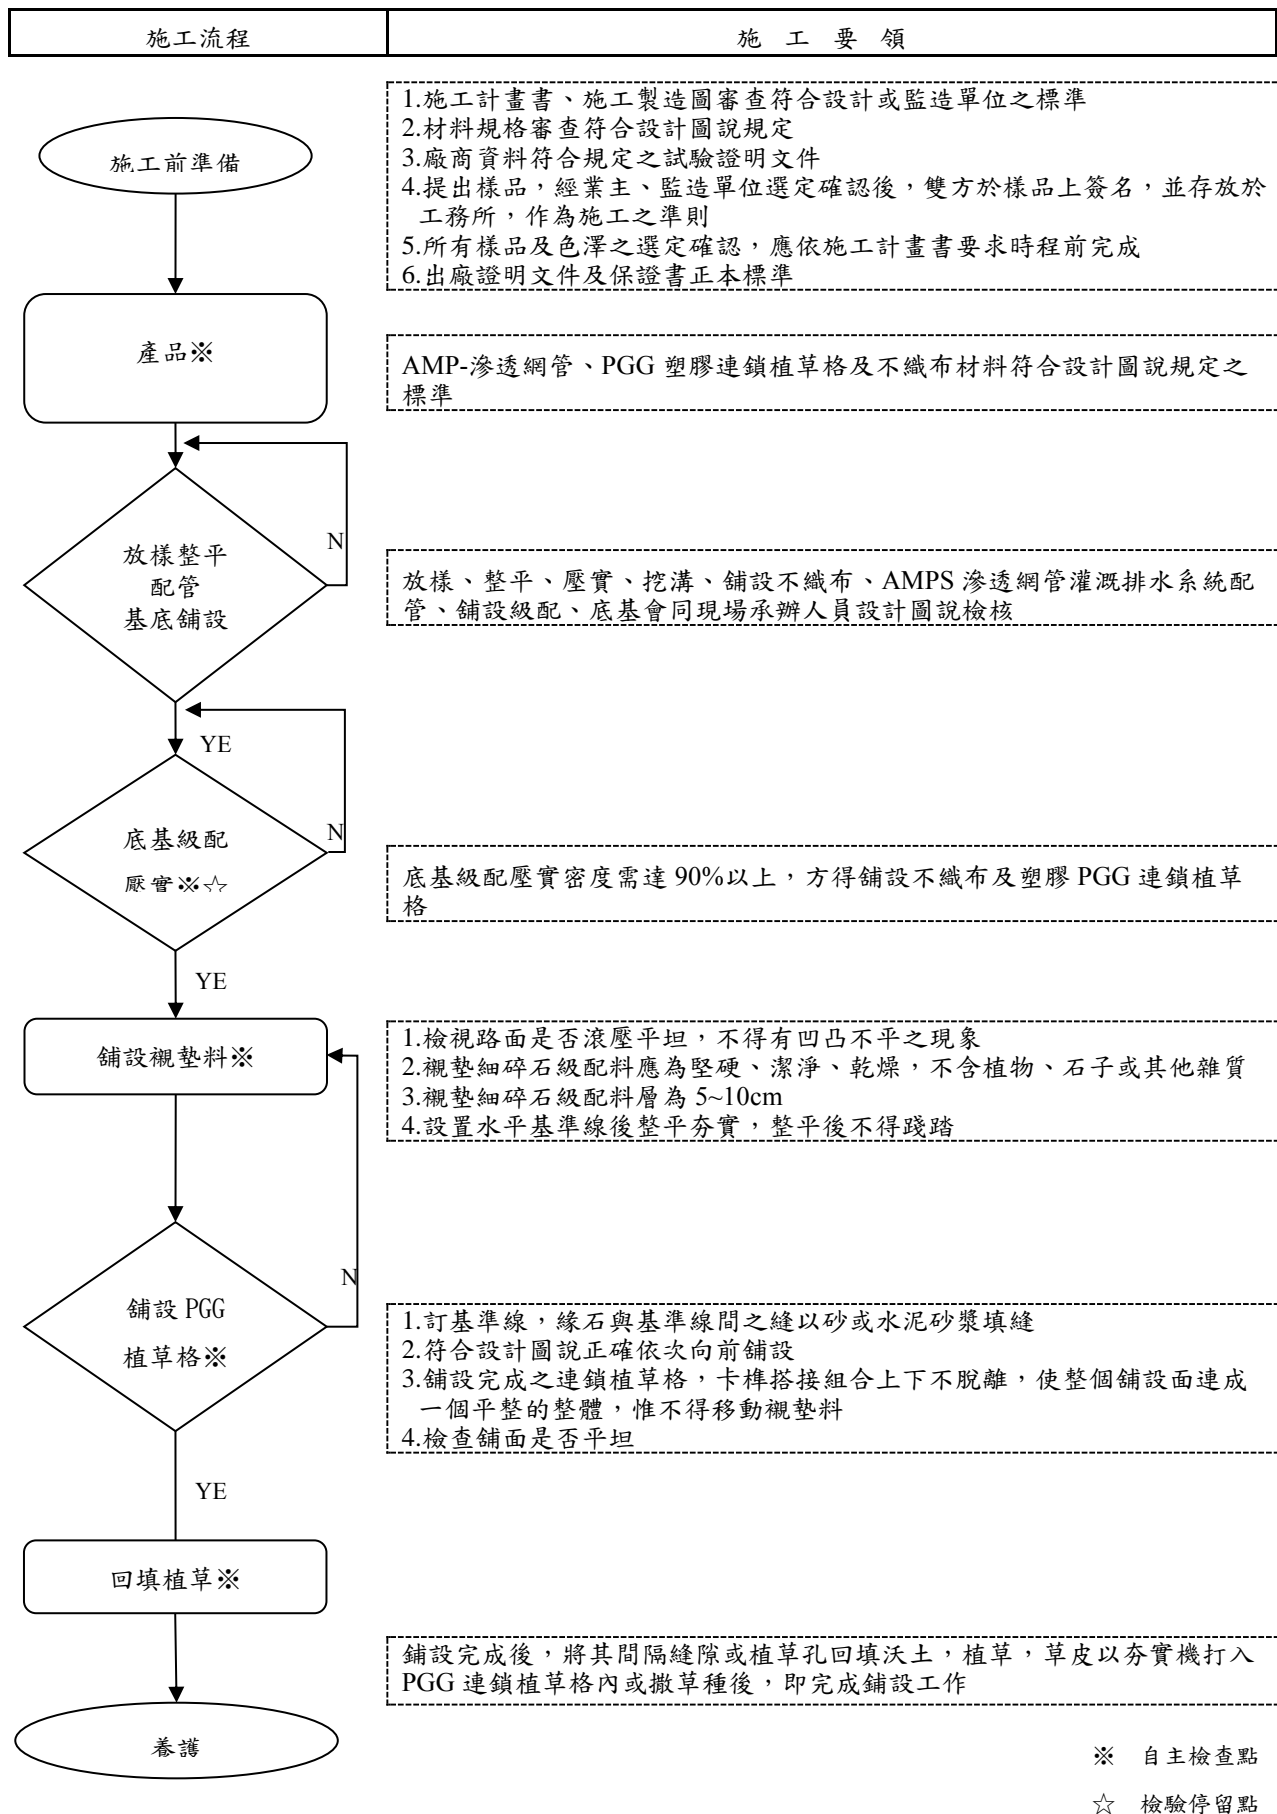 施工流程
施 工 要 領
1.施工計畫書、施工製造圖審查符合設計或監造單位之標準
2.材料規格審查符合設計圖說規定
3.廠商資料符合規定之試驗證明文件
4.提出樣品，經業主、監造單位選定確認後，雙方於樣品上簽名，並存放於
工務所，作為施工之準則
5.所有樣品及色澤之選定確認，應依施工計畫書要求時程前完成
6.出廠證明文件及保證書正本標準
施工前準備
產品※
AMP-滲透網管、PGG 塑膠連鎖植草格及不織布材料符合設計圖說規定之
標準
N
放樣整平
配管
基底舖設
放樣、整平、壓實、挖溝、舖設不織布、AMPS 滲透網管灌溉排水系統配
管、舖設級配、底基會同現場承辦人員設計圖說檢核
YE
N
底基級配
壓實※☆
底基級配壓實密度需達 90%以上，方得舖設不織布及塑膠 PGG 連鎖植草
格
YE
舖設襯墊料※
1.檢視路面是否滾壓平坦，不得有凹凸不平之現象
2.襯墊細碎石級配料應為堅硬、潔淨、乾燥，不含植物、石子或其他雜質
3.襯墊細碎石級配料層為 5~10cm
4.設置水平基準線後整平夯實，整平後不得踐踏
N
舖設 PGG
植草格※
1.訂基準線，緣石與基準線間之縫以砂或水泥砂漿填縫
2.符合設計圖說正確依次向前舖設
3.舖設完成之連鎖植草格，卡榫搭接組合上下不脫離，使整個舖設面連成
一個平整的整體，惟不得移動襯墊料
4.檢查舖面是否平坦
YE
回填植草※
鋪設完成後，將其間隔縫隙或植草孔回填沃土，植草，草皮以夯實機打入
PGG 連鎖植草格內或撒草種後，即完成鋪設工作
養護
※ 自主檢查點
☆ 檢驗停留點